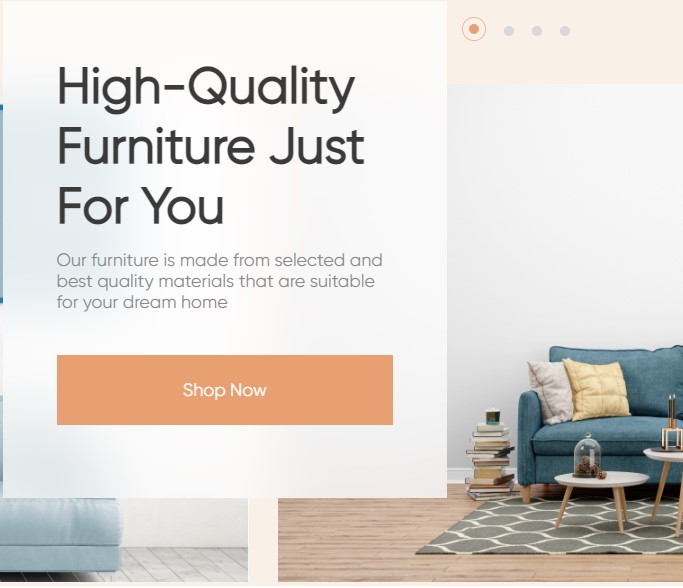 High-Quality
Furniture Just
For You
Our furniture is made from selected and
best quality materials that are suitable
for your dream home
Shop Now